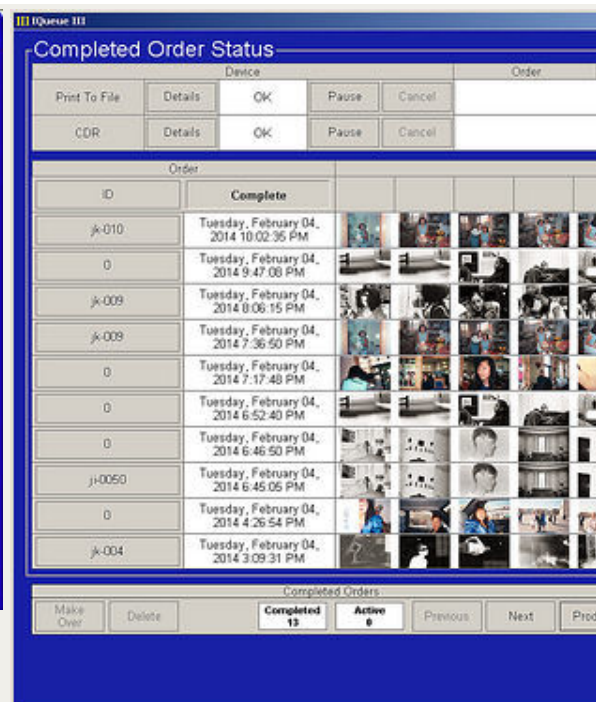 IQueue III
Completed Order Status
Device Order
Print To File Details OK Pause Cancel
CDR Details OK Pause Cancel
Order
ID Complete
jk-010 Tuesday, February 04,
2014 10:02:35 PM
0 Tuesday, February 04,
2014 9:47:08 PM
jk-009 Tuesday, February 04,
2014 8:06:15 PM
jk-009 Tuesday, February 04,
2014 7:36:50 PM
0 Tuesday, February 04,
2014 7:17:48 PM
0 Tuesday, February 04,
2014 6:52:40 PM
0 Tuesday, February 04,
2014 6:46:50 PM
ji-0050 Tuesday, February 04,
2014 6:45:05 PM
0 Tuesday, February 04,
2014 4:26:54 PM
jk-004 Tuesday, February 04,
2014 3:09:31 PM
Completed Orders
Make Over Delete Completed 13 Active 0 Previous Next Prod